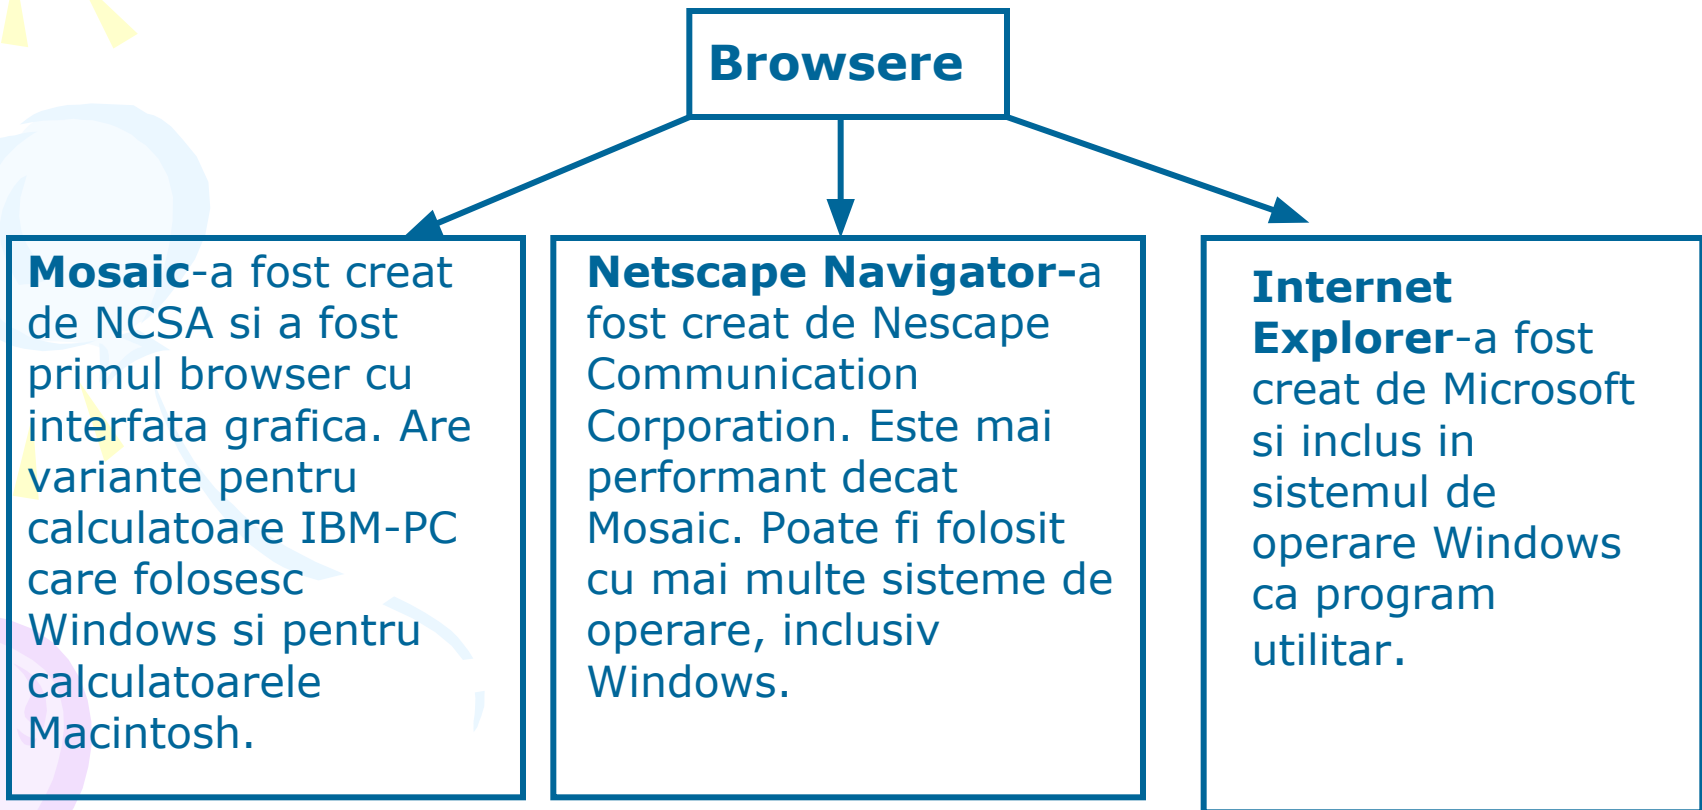 Browsere
Mosaic-a fost creat
de NCSA si a fost
primul browser cu
interfata grafica. Are
variante pentru
calculatoare IBM-PC
care folosesc
Windows si pentru
calculatoarele
Macintosh.
Netscape Navigator-a
fost creat de Nescape
Communication
Corporation. Este mai
performant decat
Mosaic. Poate fi folosit
cu mai multe sisteme de
operare, inclusiv
Windows.
Internet
Explorer-a fost
creat de Microsoft
si inclus in
sistemul de
operare Windows
ca program
utilitar.